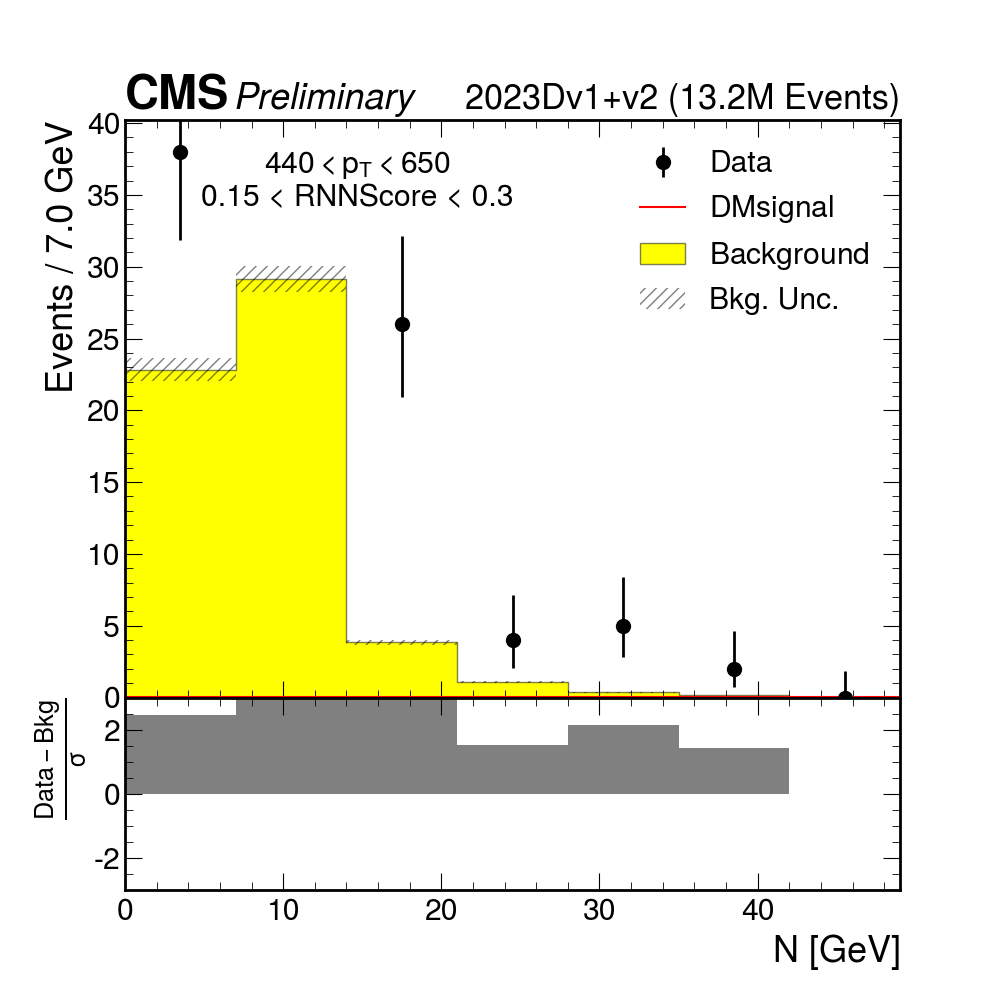 CMS Preliminary 2023Dv1+v2 (13.2M Events)
Events / 7.0 GeV
40
35
30
25
20
15
10
5
0
440 < pT < 650
0.15 < RNNScore < 0.3
Data
DMsignal
Background
Bkg. Unc.
Data − Bkg
σ
2
0
-2
0 10 20 30 40
N [GeV]